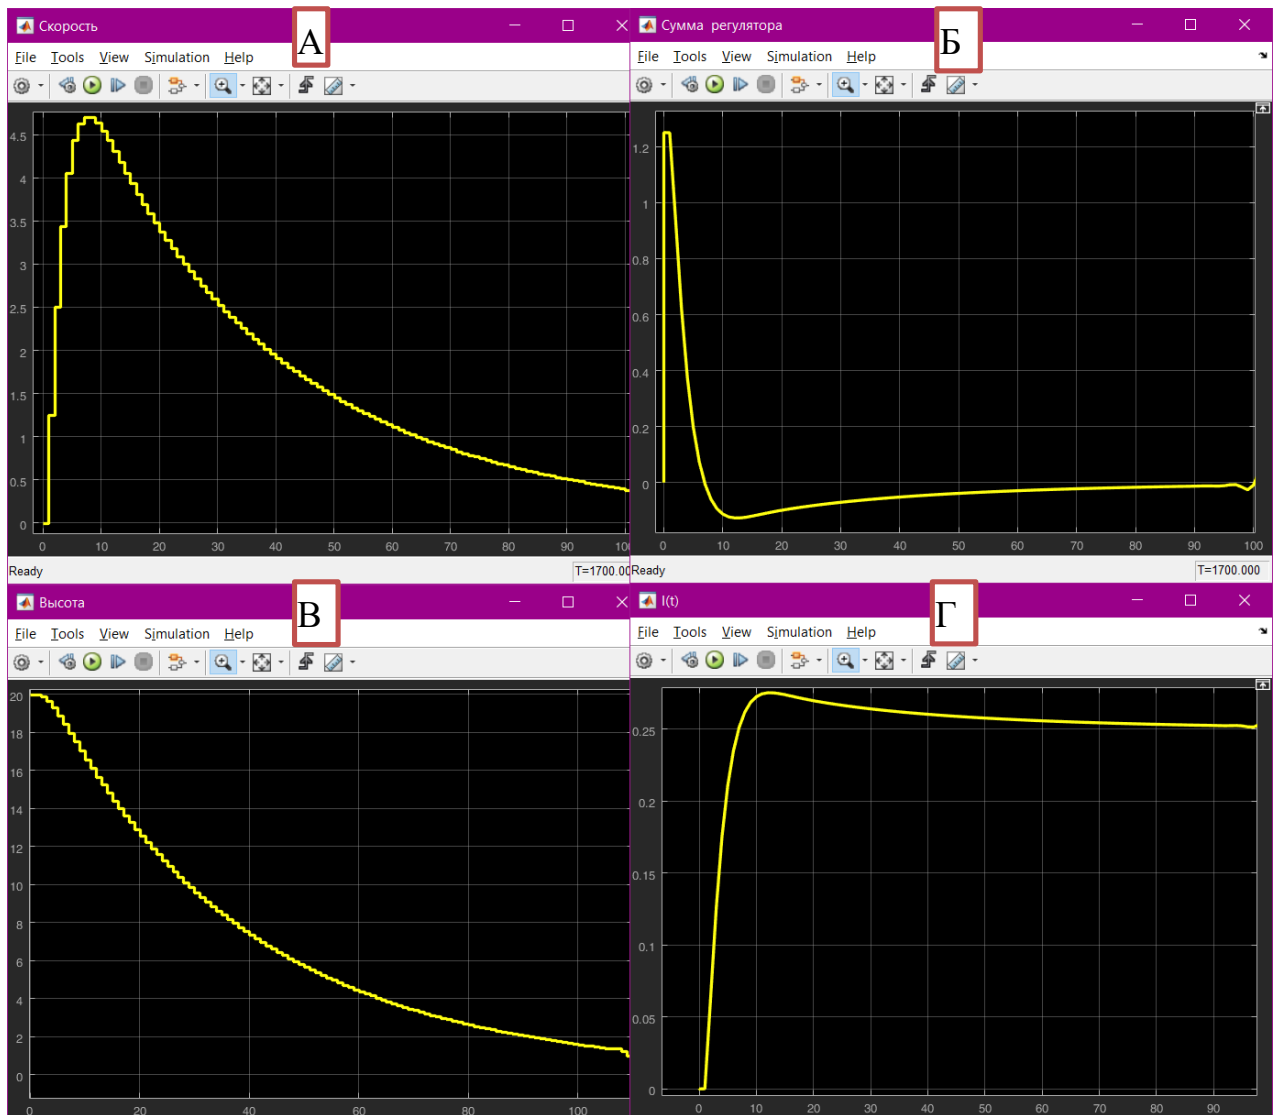 Скорость
А
File Tools View Simulation Help
4.5
4
3.5
3
2.5
2
1.5
1
0.5
0
0 10 20 30 40 50 60 70 80 90 100
Ready
T=1700.00
Сумма регулятора
Б
File Tools View Simulation Help
1.2
1
0.8
0.6
0.4
0.2
0
0 10 20 30 40 50 60 70 80 90 100
Ready
T=1700.000
Высота
В
File Tools View Simulation Help
20
18
16
14
12
10
8
6
4
2
0
0 20 40 60 80 100
I(t)
Г
File Tools View Simulation Help
0.25
0.2
0.15
0.1
0.05
0
0 10 20 30 40 50 60 70 80 90